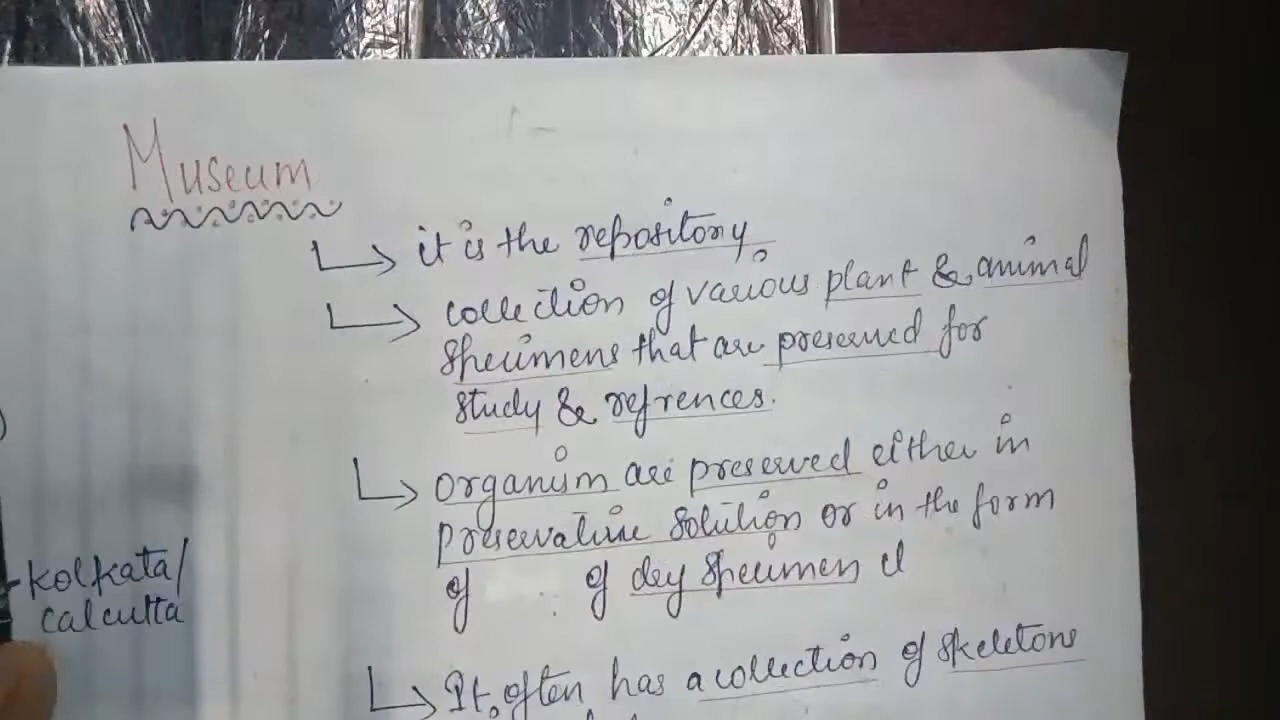 Museum
it is the repository
collection of various plant & animal
specimens that are preserved for
study & refrences.
organism are preserved either in
preservative solution or in the form
of of dry specimen
It often has a collection of skeletons
Kolkata/
calcutta